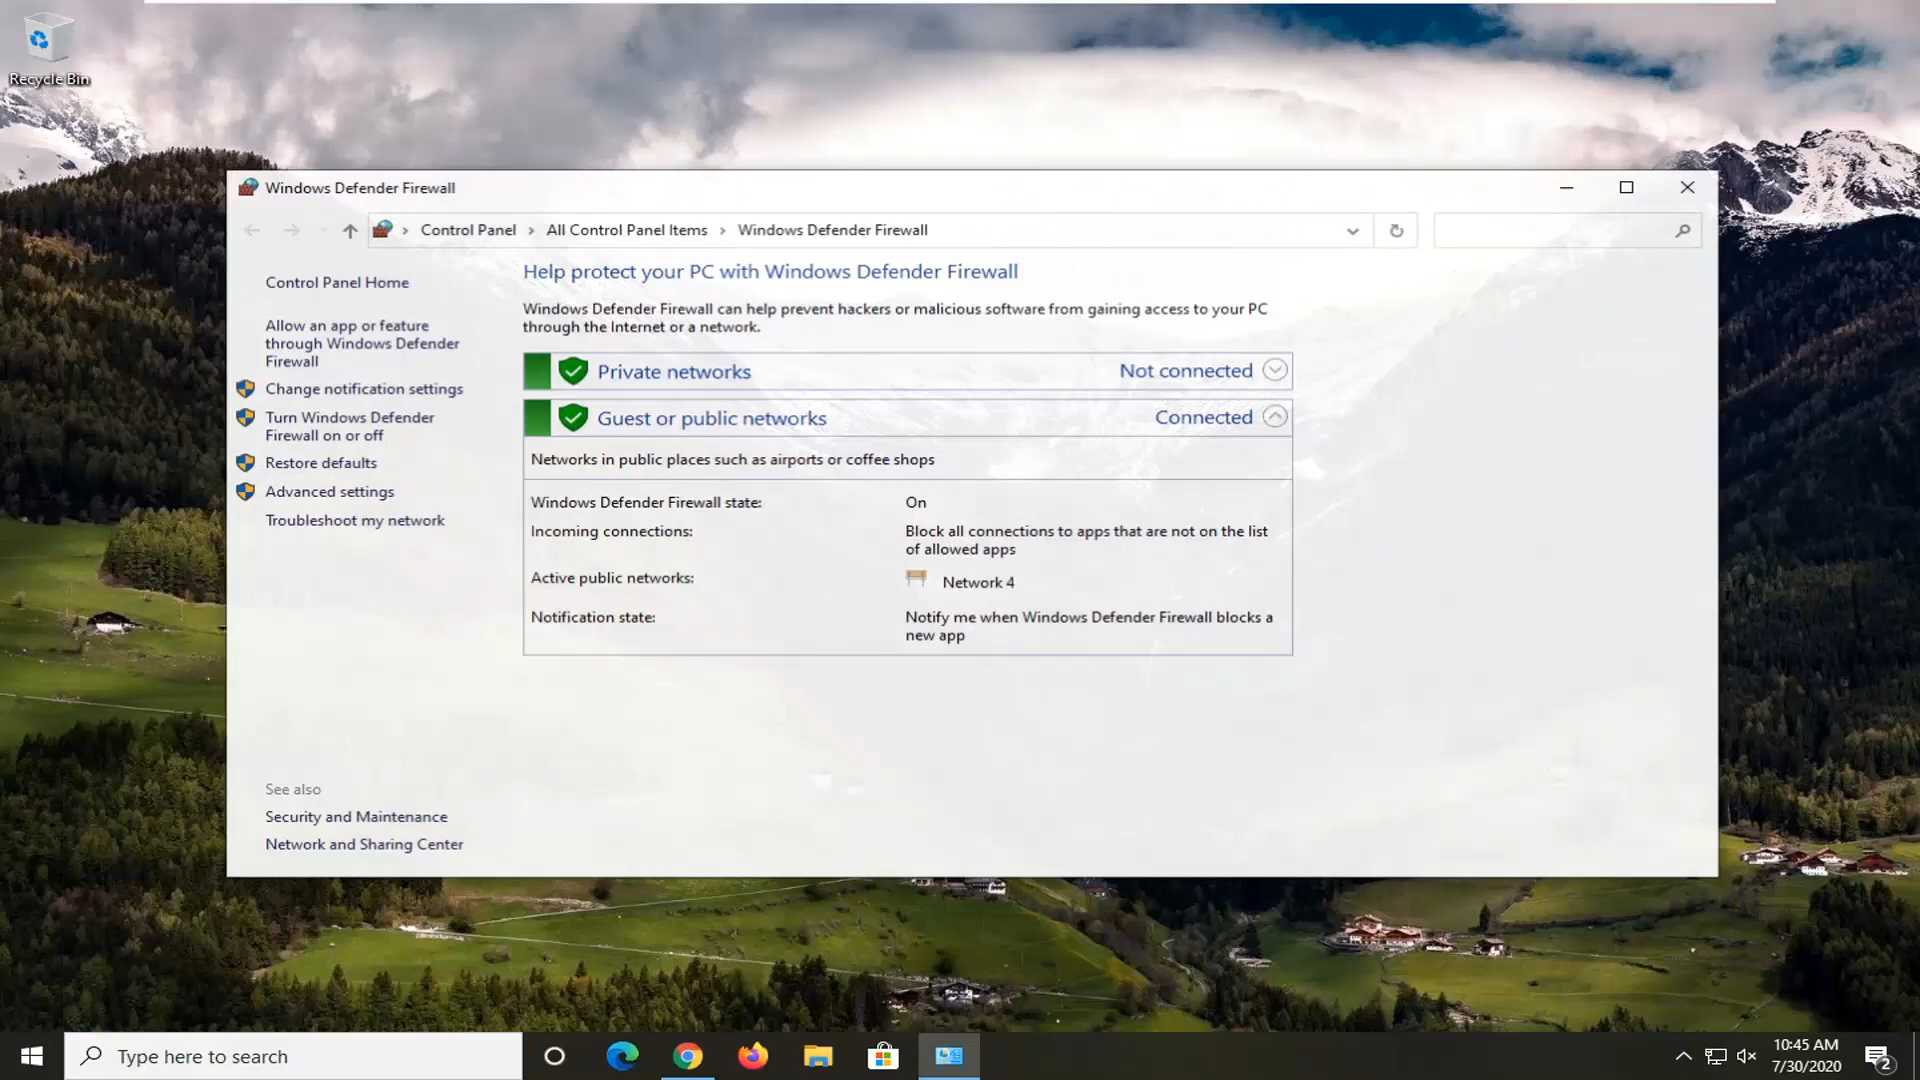 Recycle Bin
Windows Defender Firewall
Control Panel
All Control Panel Items
Windows Defender Firewall
Control Panel Home
Allow an app or feature
through Windows Defender
Firewall
Change notification settings
Turn Windows Defender
Firewall on or off
Restore defaults
Advanced settings
Troubleshoot my network
See also
Security and Maintenance
Network and Sharing Center
Help protect your PC with Windows Defender Firewall
Windows Defender Firewall can help prevent hackers or malicious software from gaining access to your PC
through the Internet or a network.
Private networks Not connected
Guest or public networks Connected
Networks in public places such as airports or coffee shops
Windows Defender Firewall state: On
Incoming connections: Block all connections to apps that are not on the list
of allowed apps
Active public networks: Network 4
Notification state: Notify me when Windows Defender Firewall blocks a
new app
Type here to search
10:45 AM
7/30/2020
2